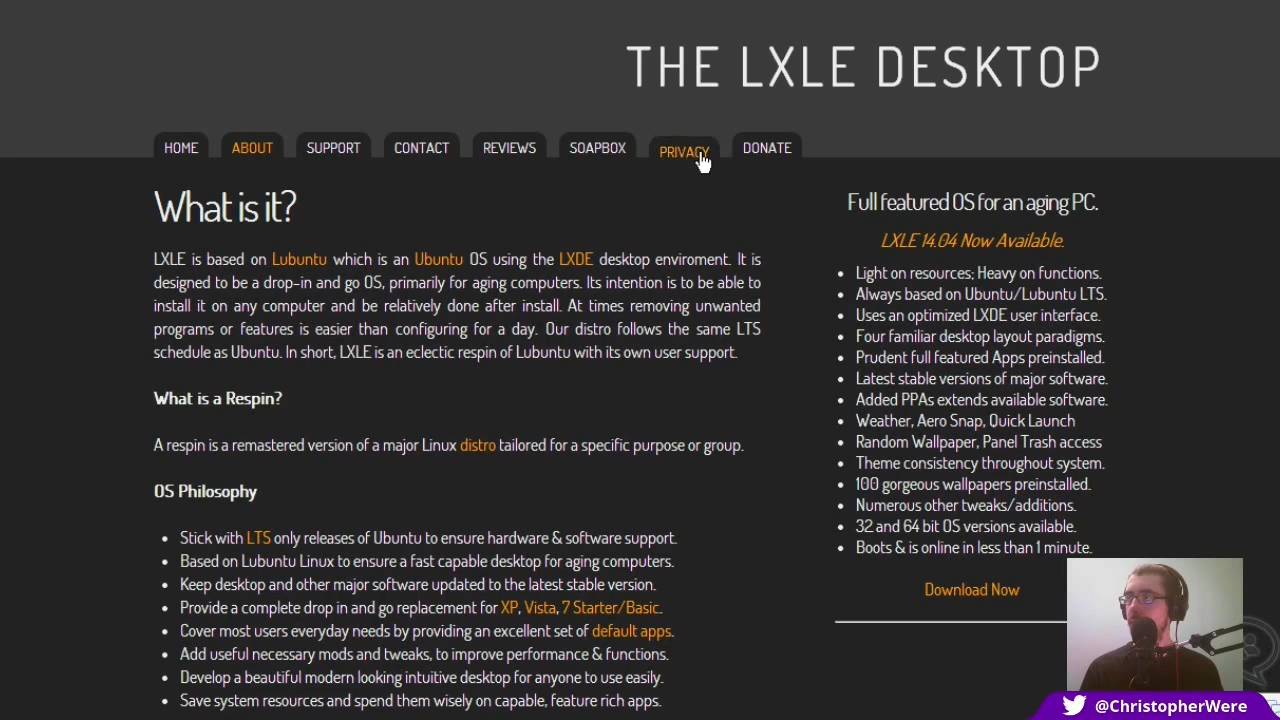 THE LXLE DESKTOP
HOME ABOUT SUPPORT CONTACT REVIEWS SOAPBOX PRIVACY DONATE
What is it?
LXLE is based on Lubuntu which is an Ubuntu OS using the LXDE desktop enviroment. It is
designed to be a drop-in and go OS, primarily for aging computers. Its intention is to be able to
install it on any computer and be relatively done after install. At times removing unwanted
programs or features is easier than configuring for a day. Our distro follows the same LTS
schedule as Ubuntu. In short, LXLE is an eclectic respin of Lubuntu with its own user support.
What is a Respin?
A respin is a remastered version of a major Linux distro tailored for a specific purpose or group.
OS Philosophy
• Stick with LTS only releases of Ubuntu to ensure hardware & software support.
• Based on Lubuntu Linux to ensure a fast capable desktop for aging computers.
• Keep desktop and other major software updated to the latest stable version.
• Provide a complete drop in and go replacement for XP, Vista, 7 Starter/Basic.
• Cover most users everyday needs by providing an excellent set of default apps.
• Add useful necessary mods and tweaks, to improve performance & functions.
• Develop a beautiful modern looking intuitive desktop for anyone to use easily.
• Save system resources and spend them wisely on capable, feature rich apps.
Full featured OS for an aging PC.
LXLE 14.04 Now Available.
• Light on resources; Heavy on functions.
• Always based on Ubuntu/Lubuntu LTS.
• Uses an optimized LXDE user interface.
• Four familiar desktop layout paradigms.
• Prudent full featured Apps preinstalled.
• Latest stable versions of major software.
• Added PPAs extends available software.
• Weather, Aero Snap, Quick Launch
• Random Wallpaper, Panel Trash access
• Theme consistency throughout system.
• 100 gorgeous wallpapers preinstalled.
• Numerous other tweaks/additions.
• 32 and 64 bit OS versions available.
• Boots & is online in less than 1 minute.
Download Now
@ChristopherWere